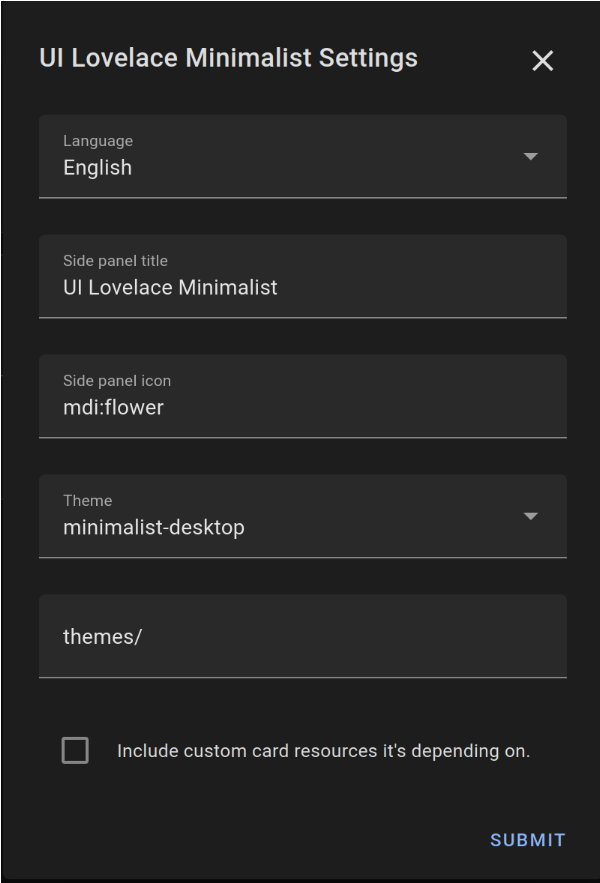 UI Lovelace Minimalist Settings
Language
English
Side panel title
UI Lovelace Minimalist
Side panel icon
mdi:flower
Theme
minimalist-desktop
themes/
Include custom card resources it's depending on.
SUBMIT